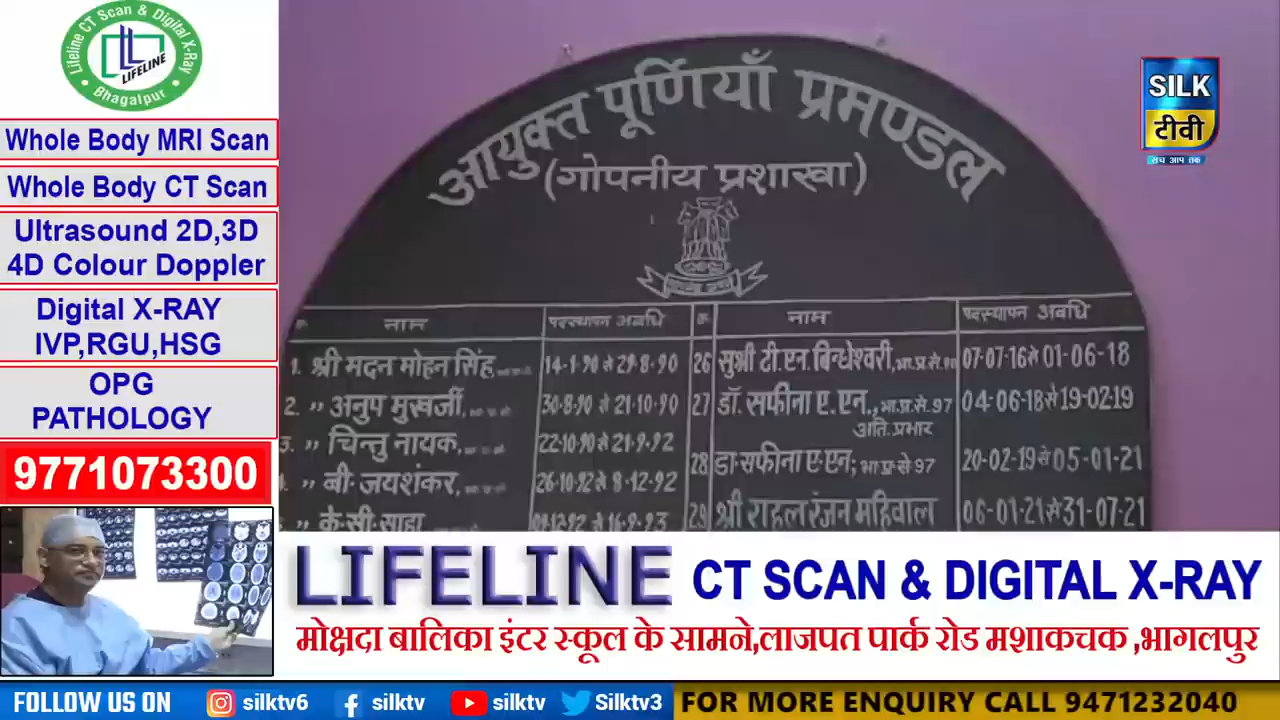 Lifeline CT Scan & Digital X-Ray
LIFELINE
Bhagalpur
Whole Body MRI Scan
Whole Body CT Scan
Ultrasound 2D,3D
4D Colour Doppler
Digital X-RAY
IVP,RGU,HSG
OPG
PATHOLOGY
9771073300
SILK
टीवी
सच आप तक
आयुक्त पूर्णियाँ प्रमण्डल
(गोपनीय प्रशाखा)
क्र. नाम पदस्थापन अवधि क्र. नाम पदस्थापन अवधि
1. श्री मदन मोहन सिंह, 14-1-90 से 29-8-90 26 सुश्री टी.एन.बिन्धेश्वरी, भा.प्र.से. 07-07-16 से 01-06-18
2. ,, अनुप मुखर्जी, 30-8-90 से 21-10-90 27 डॉ. सफीना ए. एन., भा.प्र.से. 97 04-06-18 से 19-02-19
अति. प्रभार
3. ,, चिन्तु नायक, 22-10-90 से 28 डा. सफीना ए.एन; भा.प्र.से 97 20-02-19 से 05-01-21
,, बी. जयशंकर, 26-10-92 से 8-12-92 29 श्री राहुल रंजन महिवाल 06-01-21 से 31-07-21
,, के. सी. साहा
LIFELINE CT SCAN & DIGITAL X-RAY
मोक्षदा बालिका इंटर स्कूल के सामने,लाजपत पार्क रोड मशाकचक ,भागलपुर
FOLLOW US ON silktv6 silktv silktv Silktv3 FOR MORE ENQUIRY CALL 9471232040